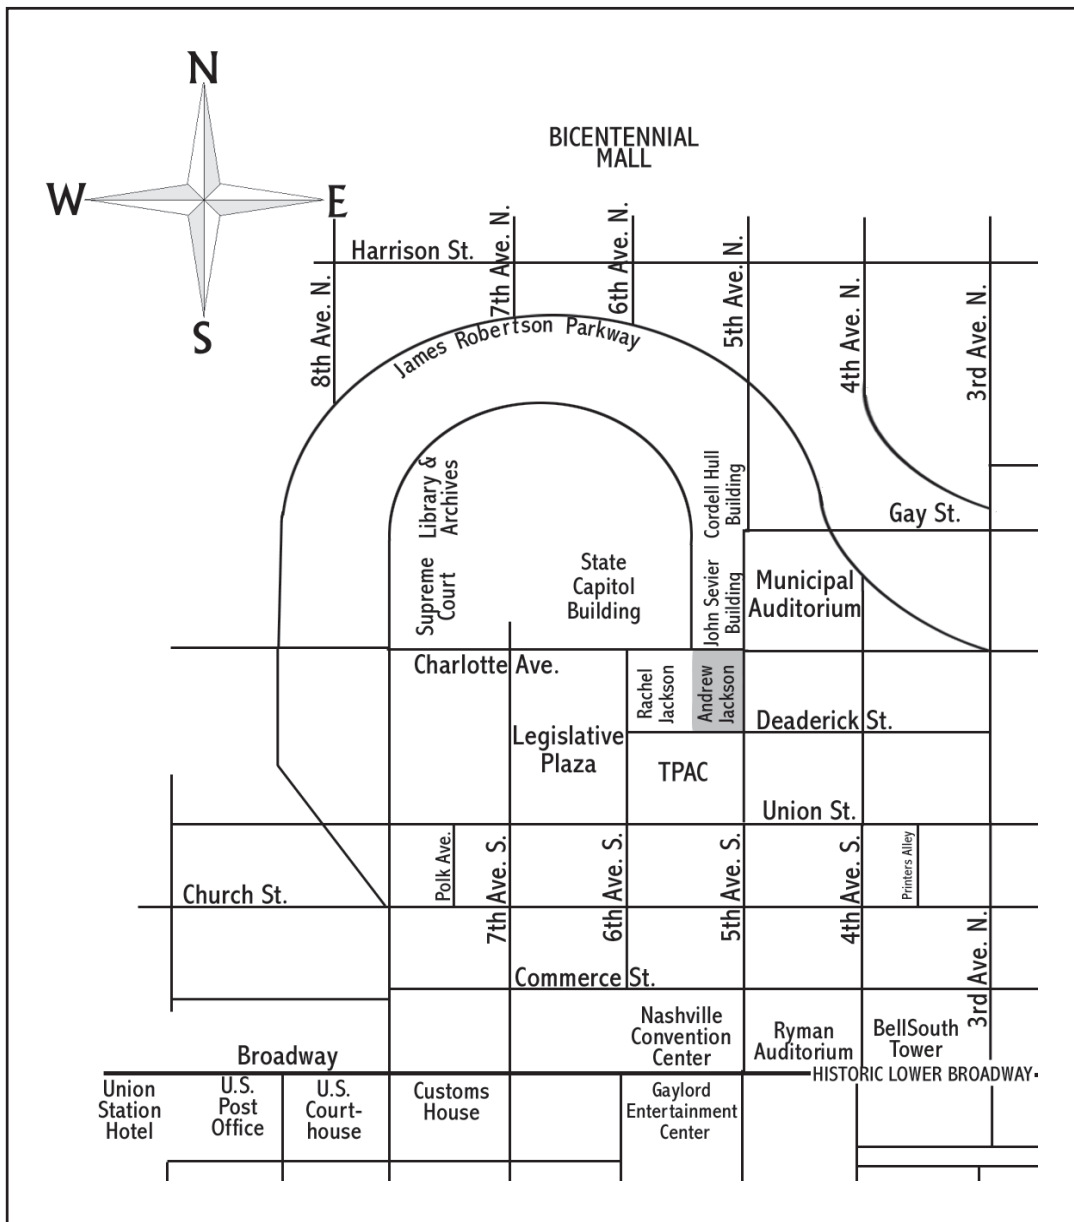 N
W
E
S
BICENTENNIAL
MALL
Harrison St.
8th Ave. N.
7th Ave. N.
6th Ave. N.
5th Ave. N.
4th Ave. N.
3rd Ave. N.
James Robertson Parkway
Library &
Archives
Cordell Hull
Building
Gay St.
Supreme
Court
State
Capitol
Building
John Sevier
Building
Municipal
Auditorium
Charlotte Ave.
Rachel
Jackson
Andrew
Jackson
Deaderick St.
Legislative
Plaza
TPAC
Union St.
Polk Ave.
7th Ave. S.
6th Ave. S.
5th Ave. S.
4th Ave. S.
Printers Alley
Church St.
3rd Ave. N.
Commerce St.
Nashville
Convention
Center
Ryman
Auditorium
BellSouth
Tower
Broadway
HISTORIC LOWER BROADWAY
Union
Station
Hotel
U.S.
Post
Office
U.S.
Court-
house
Customs
House
Gaylord
Entertainment
Center